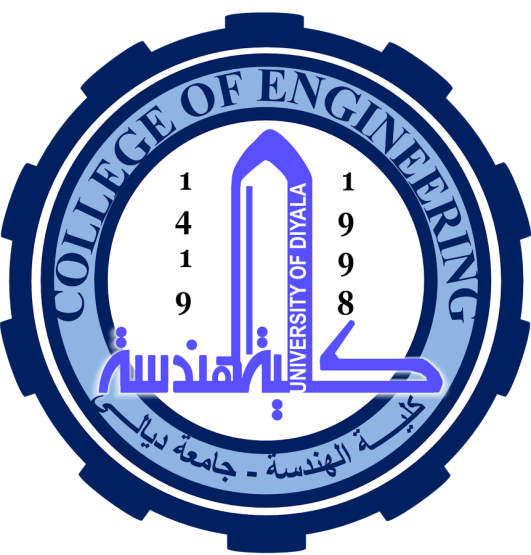 COLLEGE OF ENGINEERING
1419
1998
UNIVERSITY OF DIYALA
كلية الهندسة
كلية الهندسة - جامعة ديالى